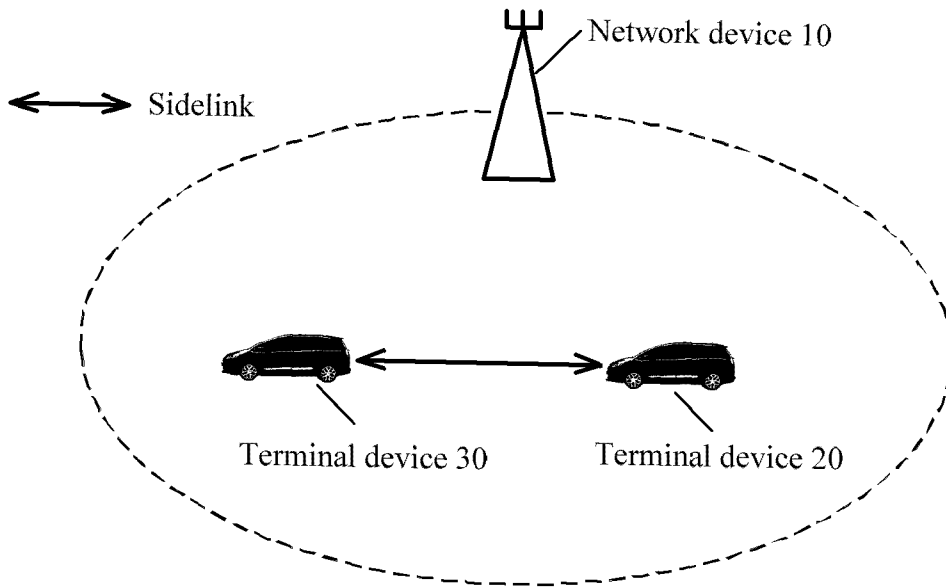 Network device 10
Sidelink
Terminal device 30
Terminal device 20